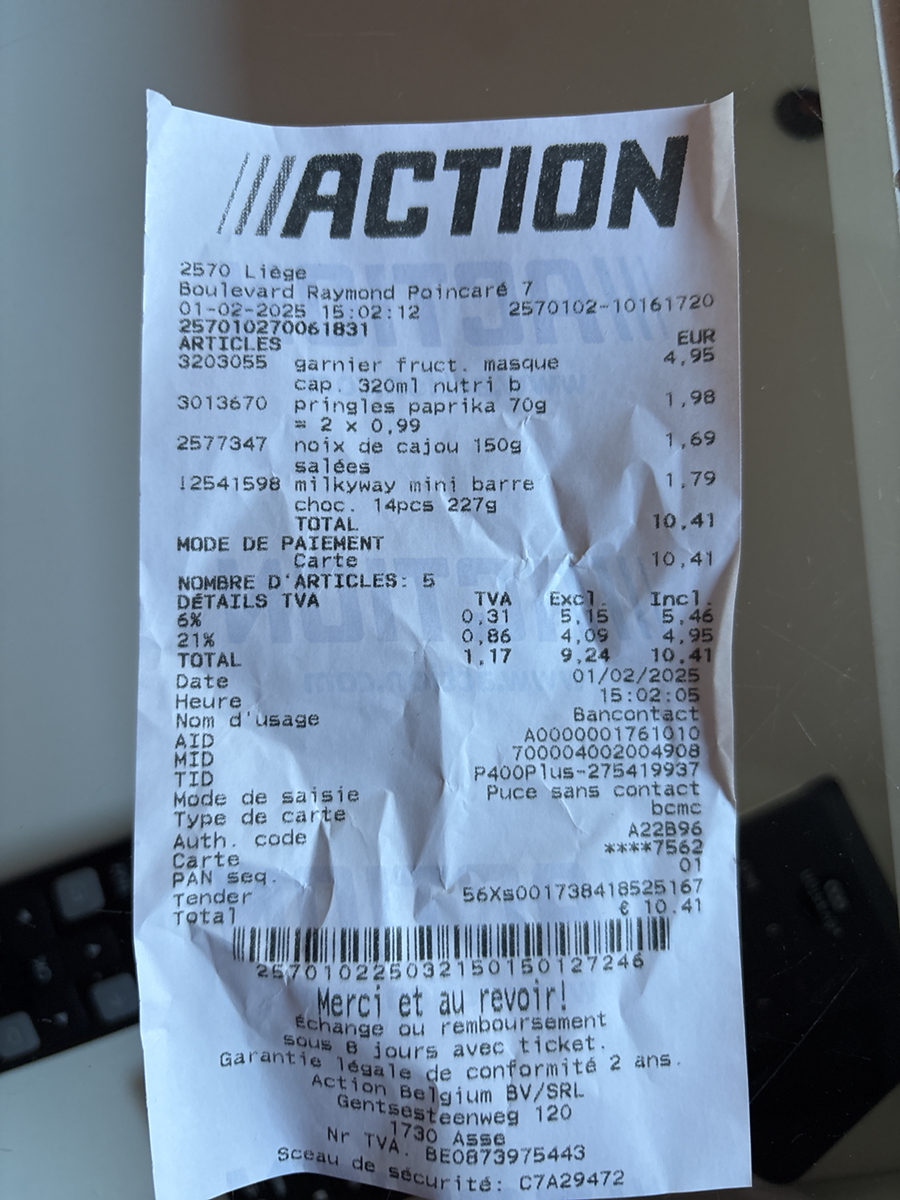 ACTION
2570 Liège
Boulevard Raymond Poincaré 7
01-02-2025 15:02:12 2570102-10161720
257010270061831
ARTICLES EUR
3203055 garnier fruct. masque 4,95
cap. 320ml nutri b
3013670 pringles paprika 70g 1,98
= 2 x 0,99
2577347 noix de cajou 150g 1,69
salées
!2541598 milkyway mini barre 1,79
choc. 14pcs 227g
TOTAL 10,41
MODE DE PAIEMENT
Carte 10,41
NOMBRE D'ARTICLES: 5
DÉTAILS TVA TVA Excl. Incl.
6% 0,31 5,15 5,46
21% 0,86 4,09 4,95
TOTAL 1,17 9,24 10,41
Date 01/02/2025
Heure 15:02:05
Nom d'usage Bancontact
AID A0000001761010
MID 700004002004908
TID P400Plus-275419937
Mode de saisie Puce sans contact
Type de carte bcmc
Auth. code A22B96
Carte ****7562
PAN seq. 01
Tender 56Xs001738418525167
Total € 10.41
257010225032150150127246
Merci et au revoir!
Échange ou remboursement
sous 8 jours avec ticket.
Garantie légale de conformité 2 ans.
Action Belgium BV/SRL
Gentsesteenweg 120
1730 Asse
Nr TVA. BE0873975443
Sceau de sécurité: C7A29472